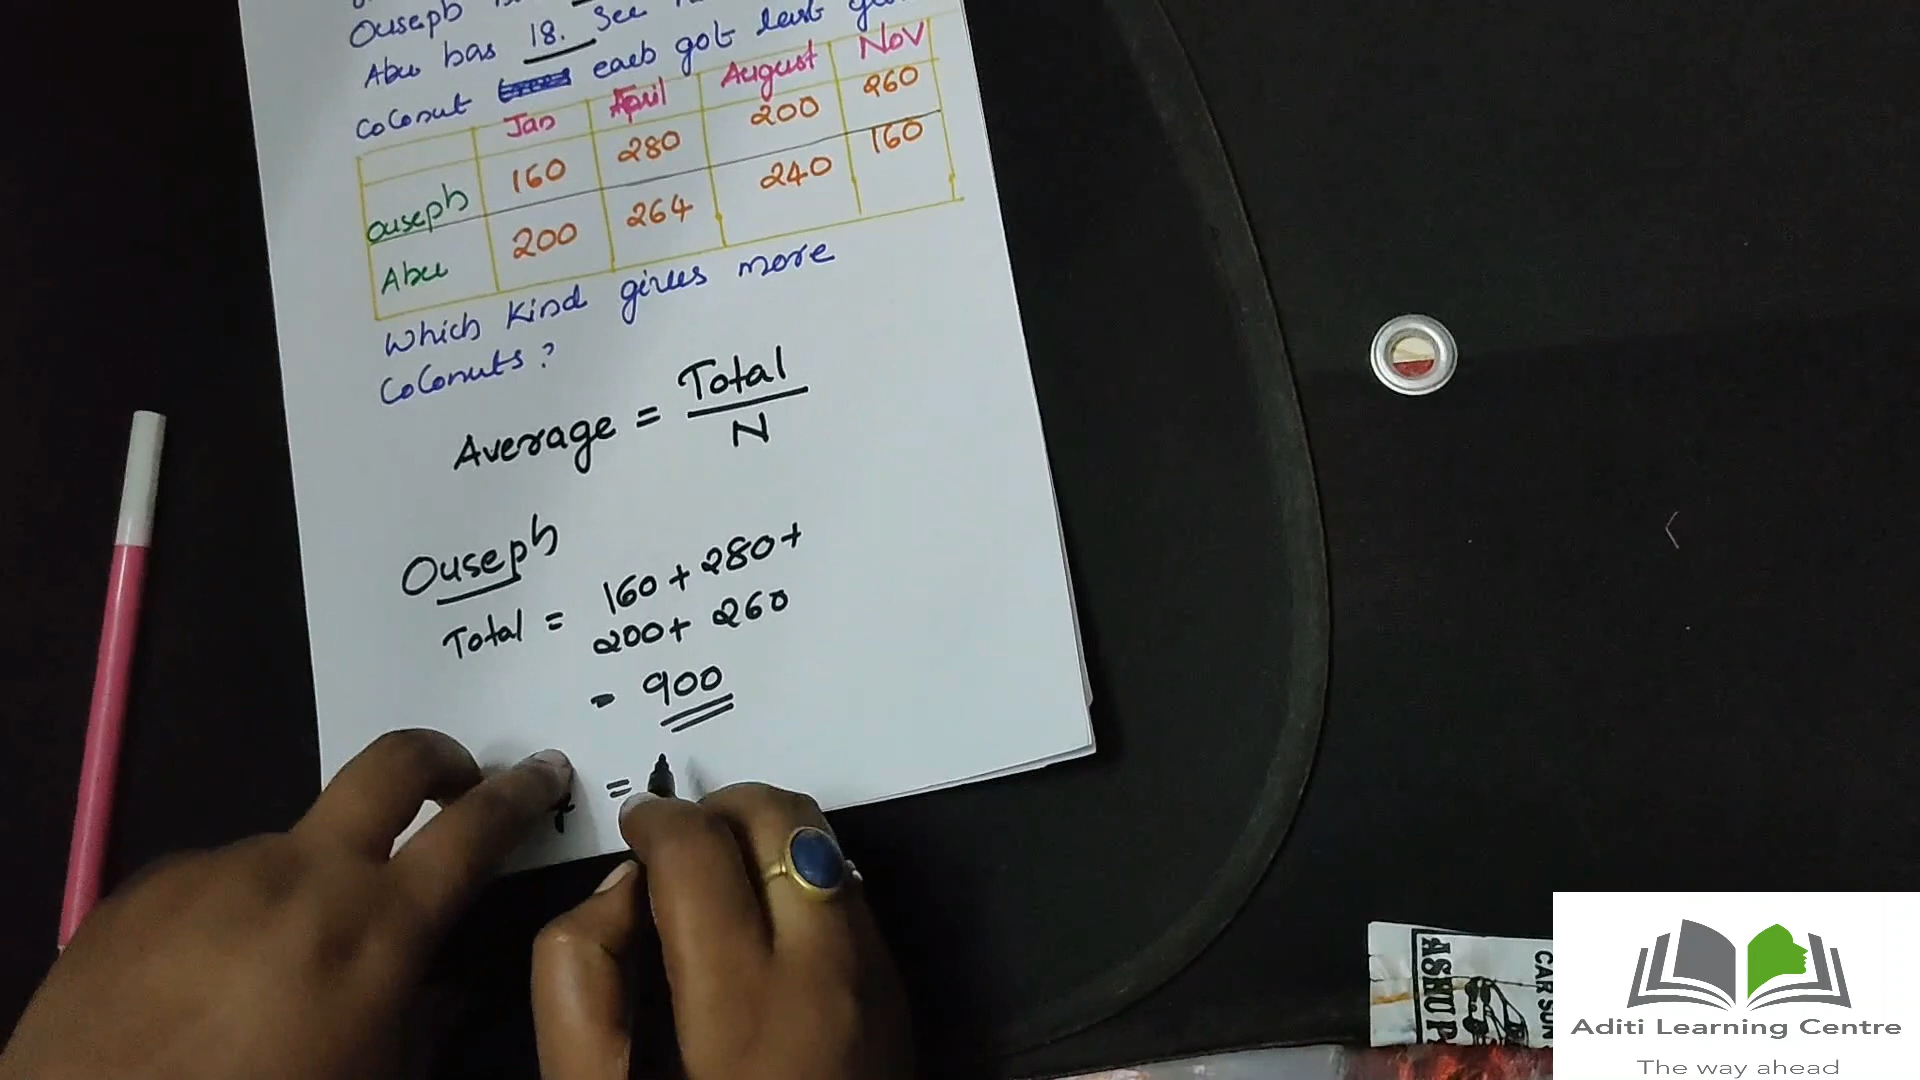 Ouseph
Abu has 18. See
coconut each got last
Jan April August Nov
Ouseph 160 280 200 260
Abu 200 264 240 160
Which kind gives more
coconuts?
Average = Total
N
Ouseph
Total = 160 + 280 +
200 + 260
= 900
=
ASHUP
CAR SUN
Aditi Learning Centre
The way ahead